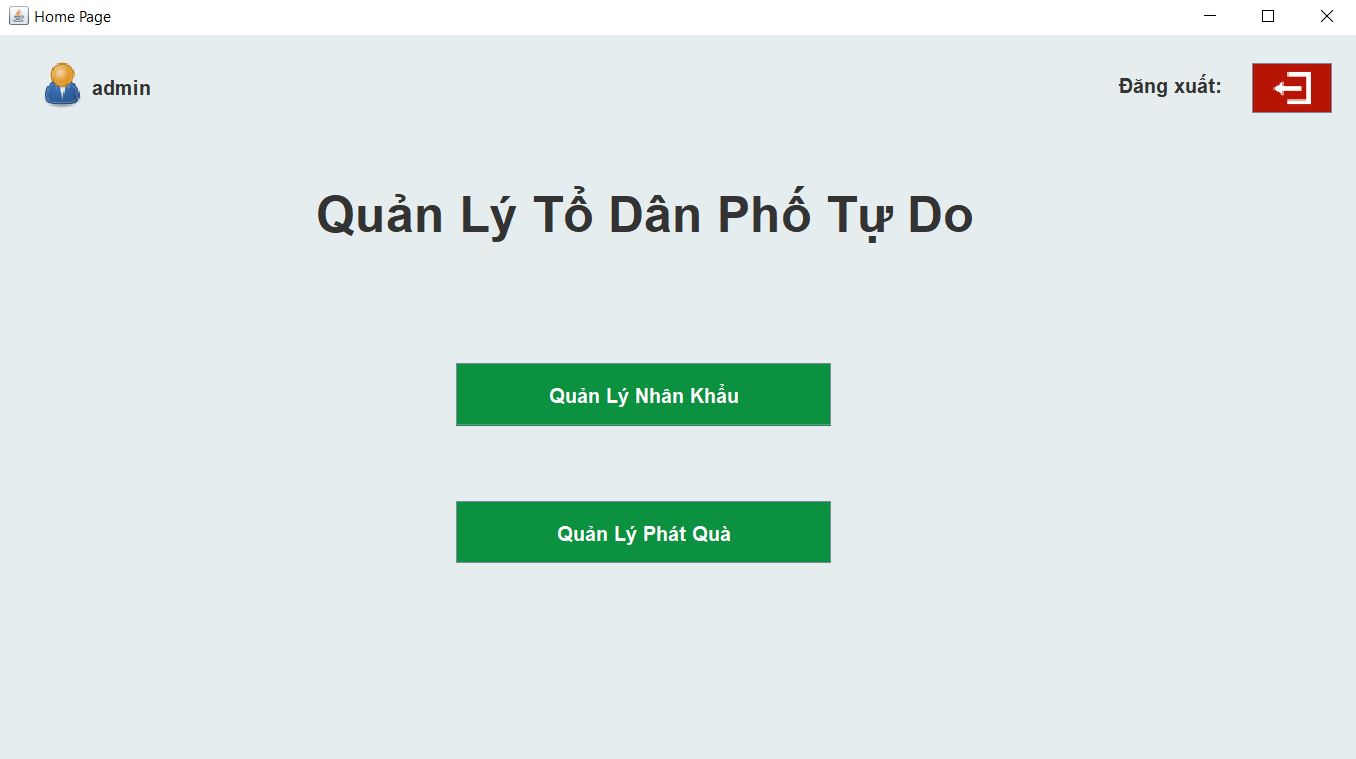 Home Page
admin
Đăng xuất:
Quản Lý Tổ Dân Phố Tự Do
Quản Lý Nhân Khẩu
Quản Lý Phát Quà